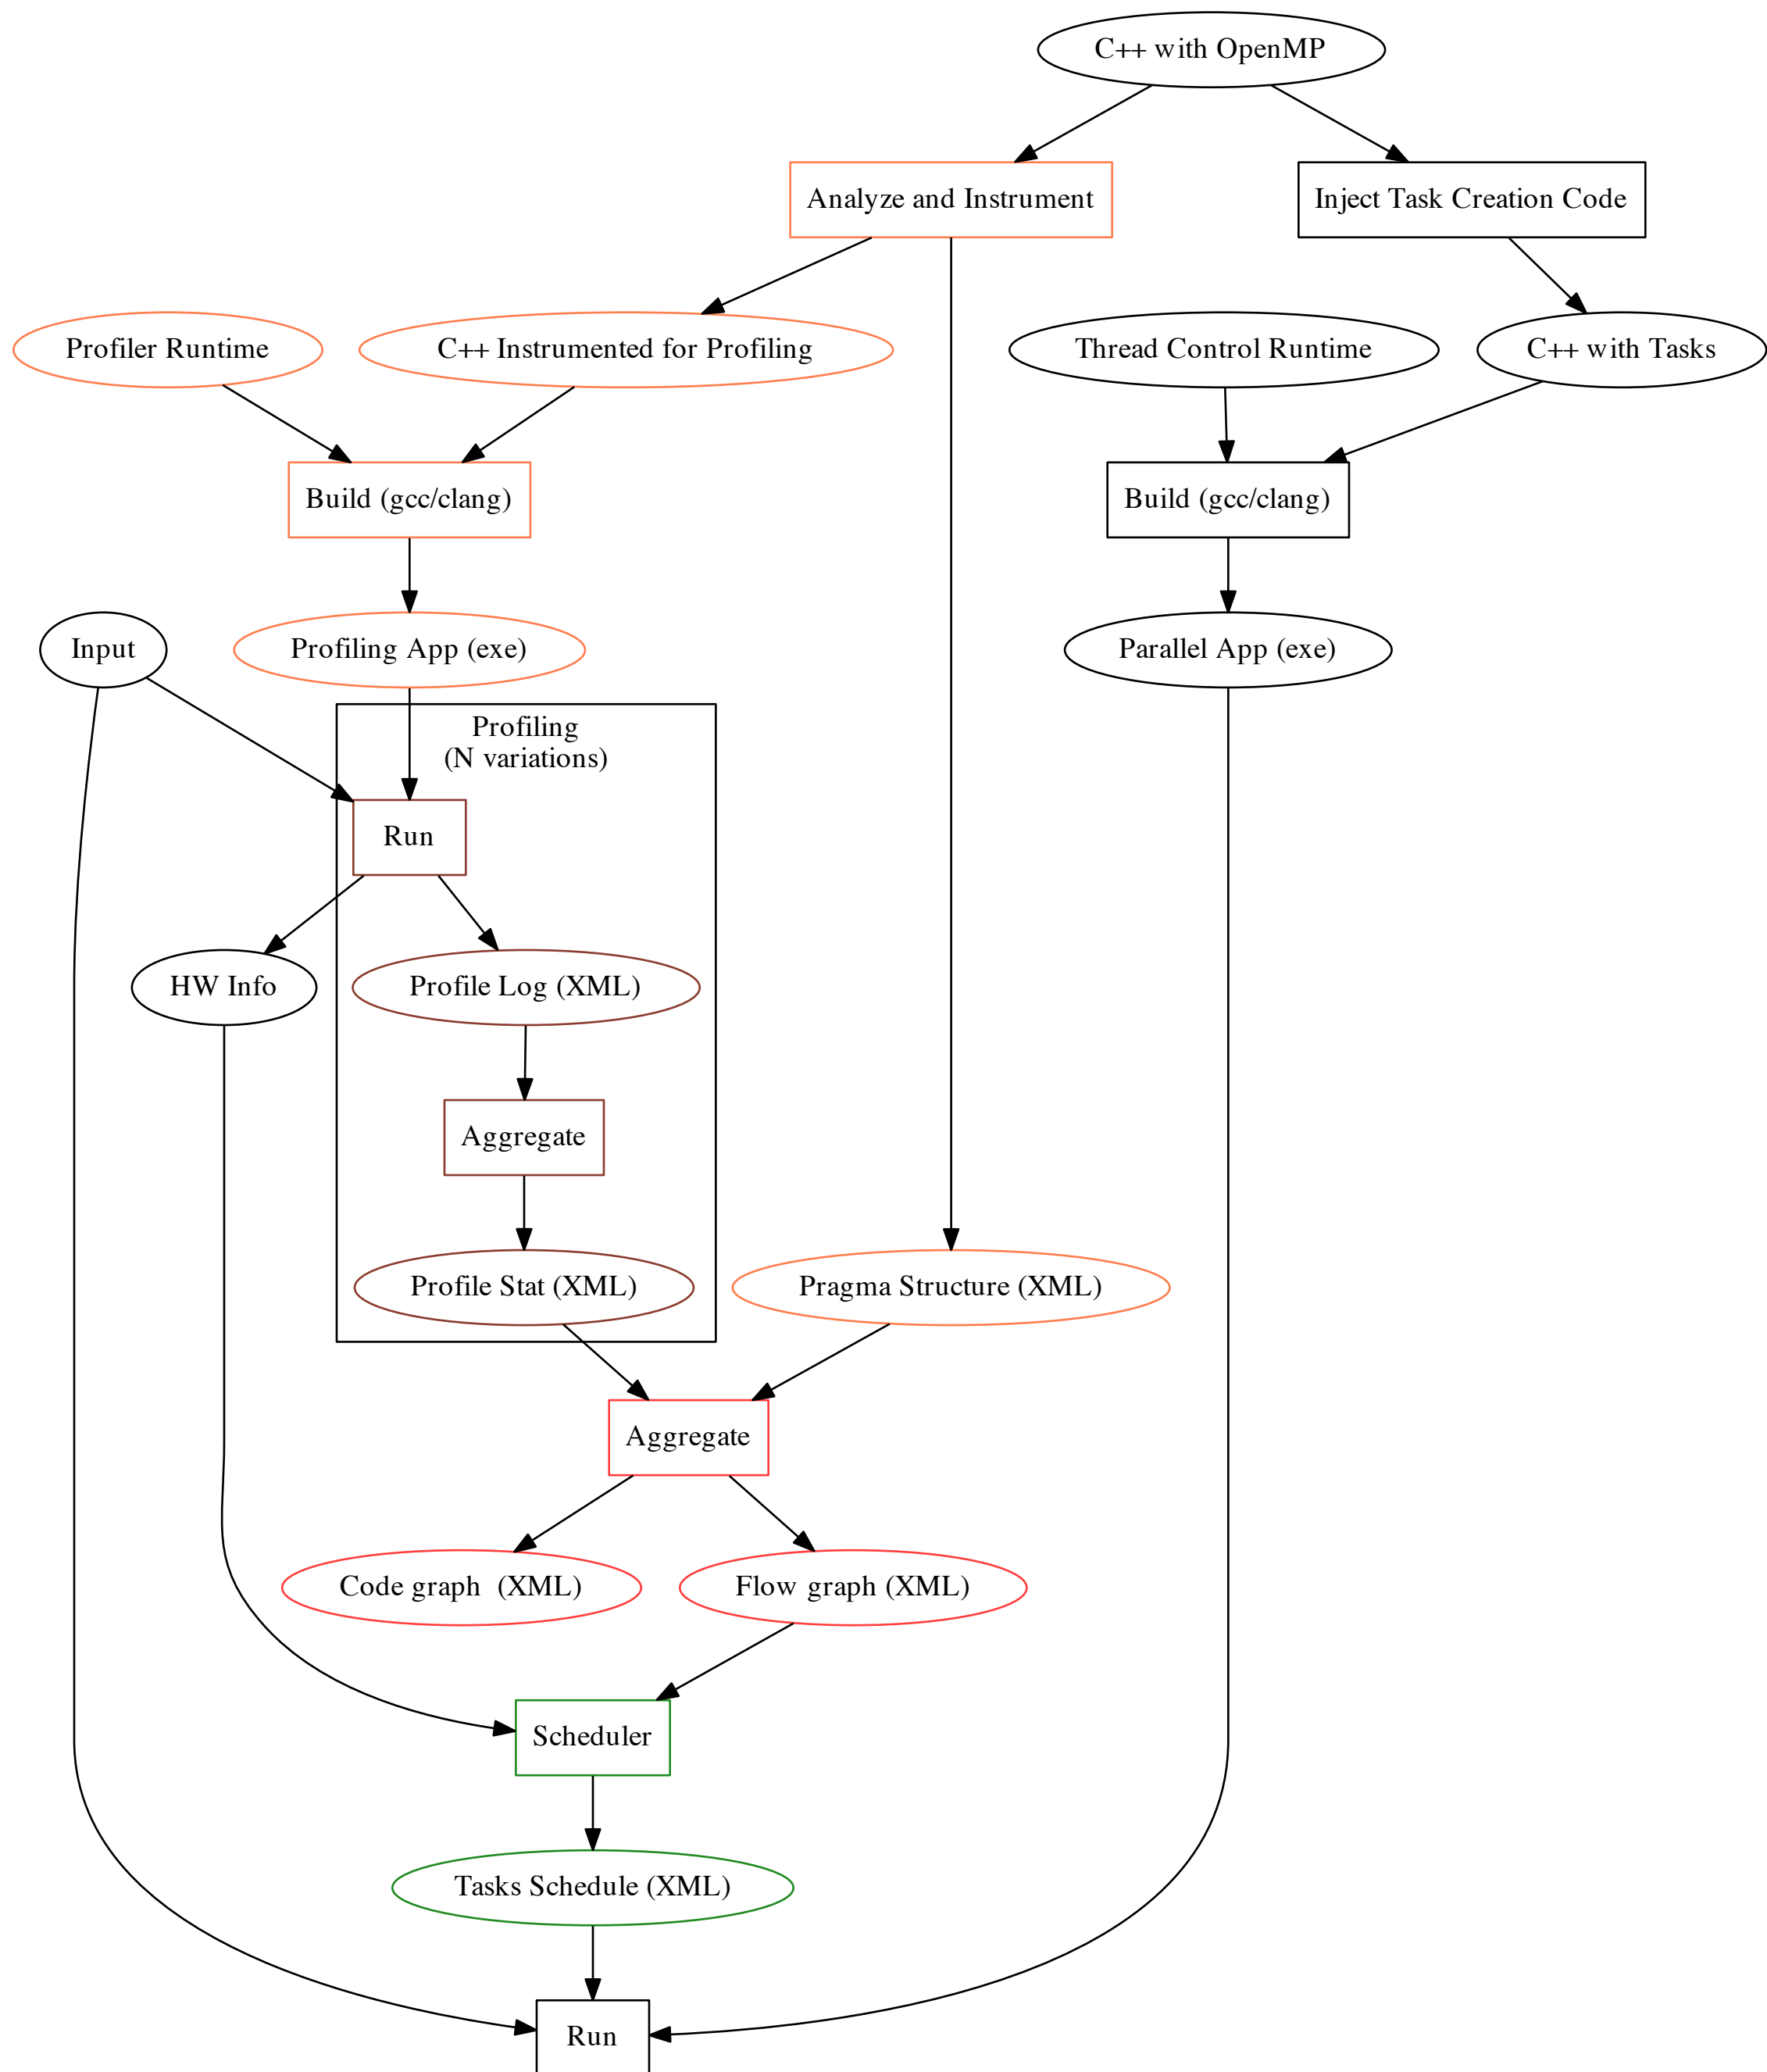 C++ with OpenMP
Analyze and Instrument
Inject Task Creation Code
Profiler Runtime
C++ Instrumented for Profiling
Thread Control Runtime
C++ with Tasks
Build (gcc/clang)
Build (gcc/clang)
Input
Profiling App (exe)
Parallel App (exe)
Profiling
(N variations)
Run
HW Info
Profile Log (XML)
Aggregate
Profile Stat (XML)
Pragma Structure (XML)
Aggregate
Code graph  (XML)
Flow graph (XML)
Scheduler
Tasks Schedule (XML)
Run